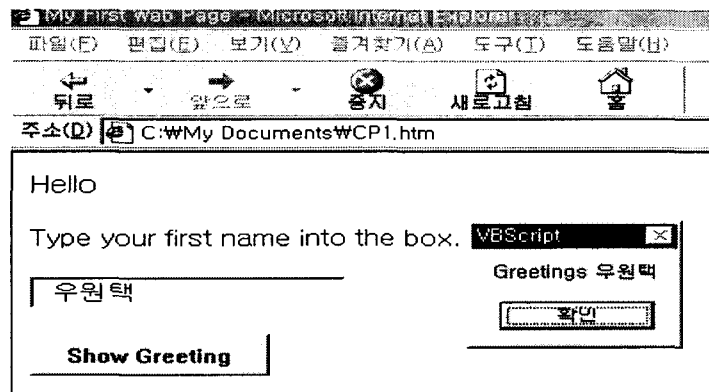 My First Wab Page - Microsoft Internet Explorer
파일(F) 편집(E) 보기(V) 즐겨찾기(A) 도구(T) 도움말(H)
뒤로 앞으로 중지 새로고침 홈
주소(D) C:₩My Documents₩CP1.htm
Hello
Type your first name into the box.
우원택
Show Greeting
VBScript
Greetings 우원택
확인